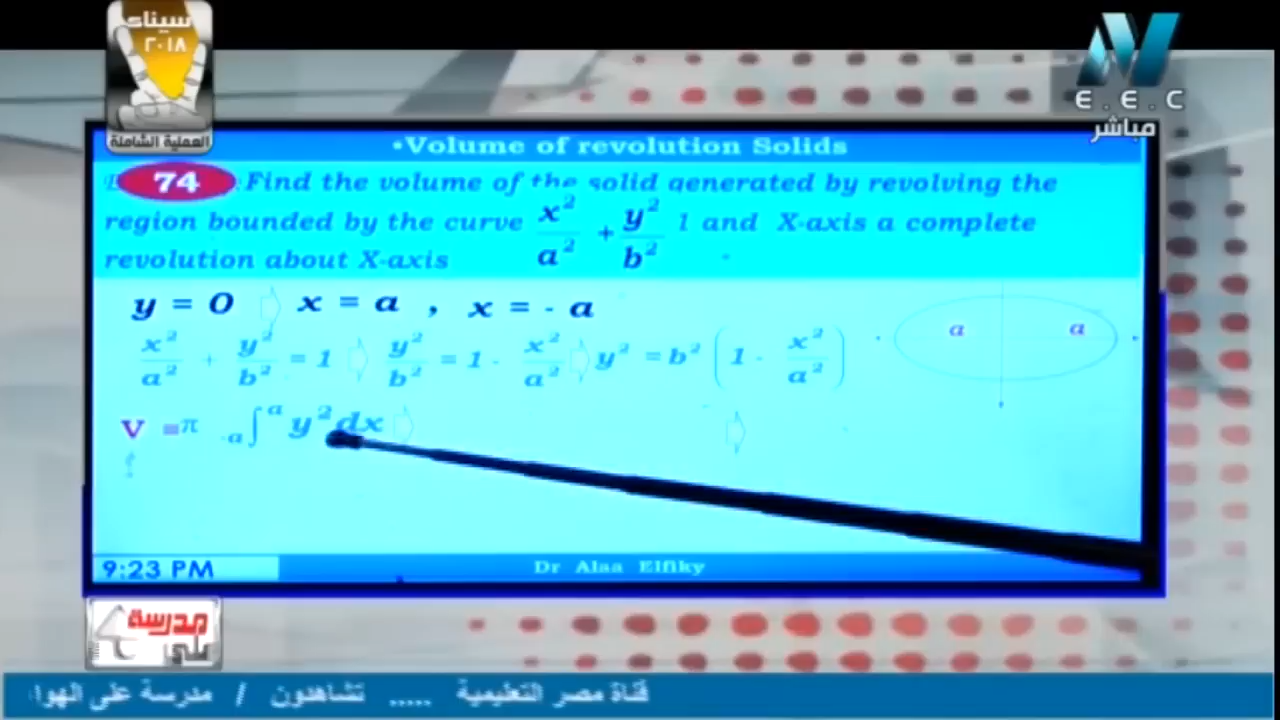 سيناء
٢٠١٨
العملية الشاملة
E.E.C
مباشر
•Volume of revolution Solids
74 Find the volume of the solid generated by revolving the
region bounded by the curve x²/a² + y²/b² 1 and X-axis a complete
revolution about X-axis
y = 0 ⇨ x = a , x = - a
x²/a² + y²/b² = 1 ⇨ y²/b² = 1 - x²/a² ⇨ y² = b² (1 - x²/a²)
a a
V = π -a∫a y² dx ⇨ ⇨
9:23 PM
Dr Alaa Elfiky
مدرسة
على
قناة مصر التعليمية ..... تشاهدون / مدرسة على الهوا